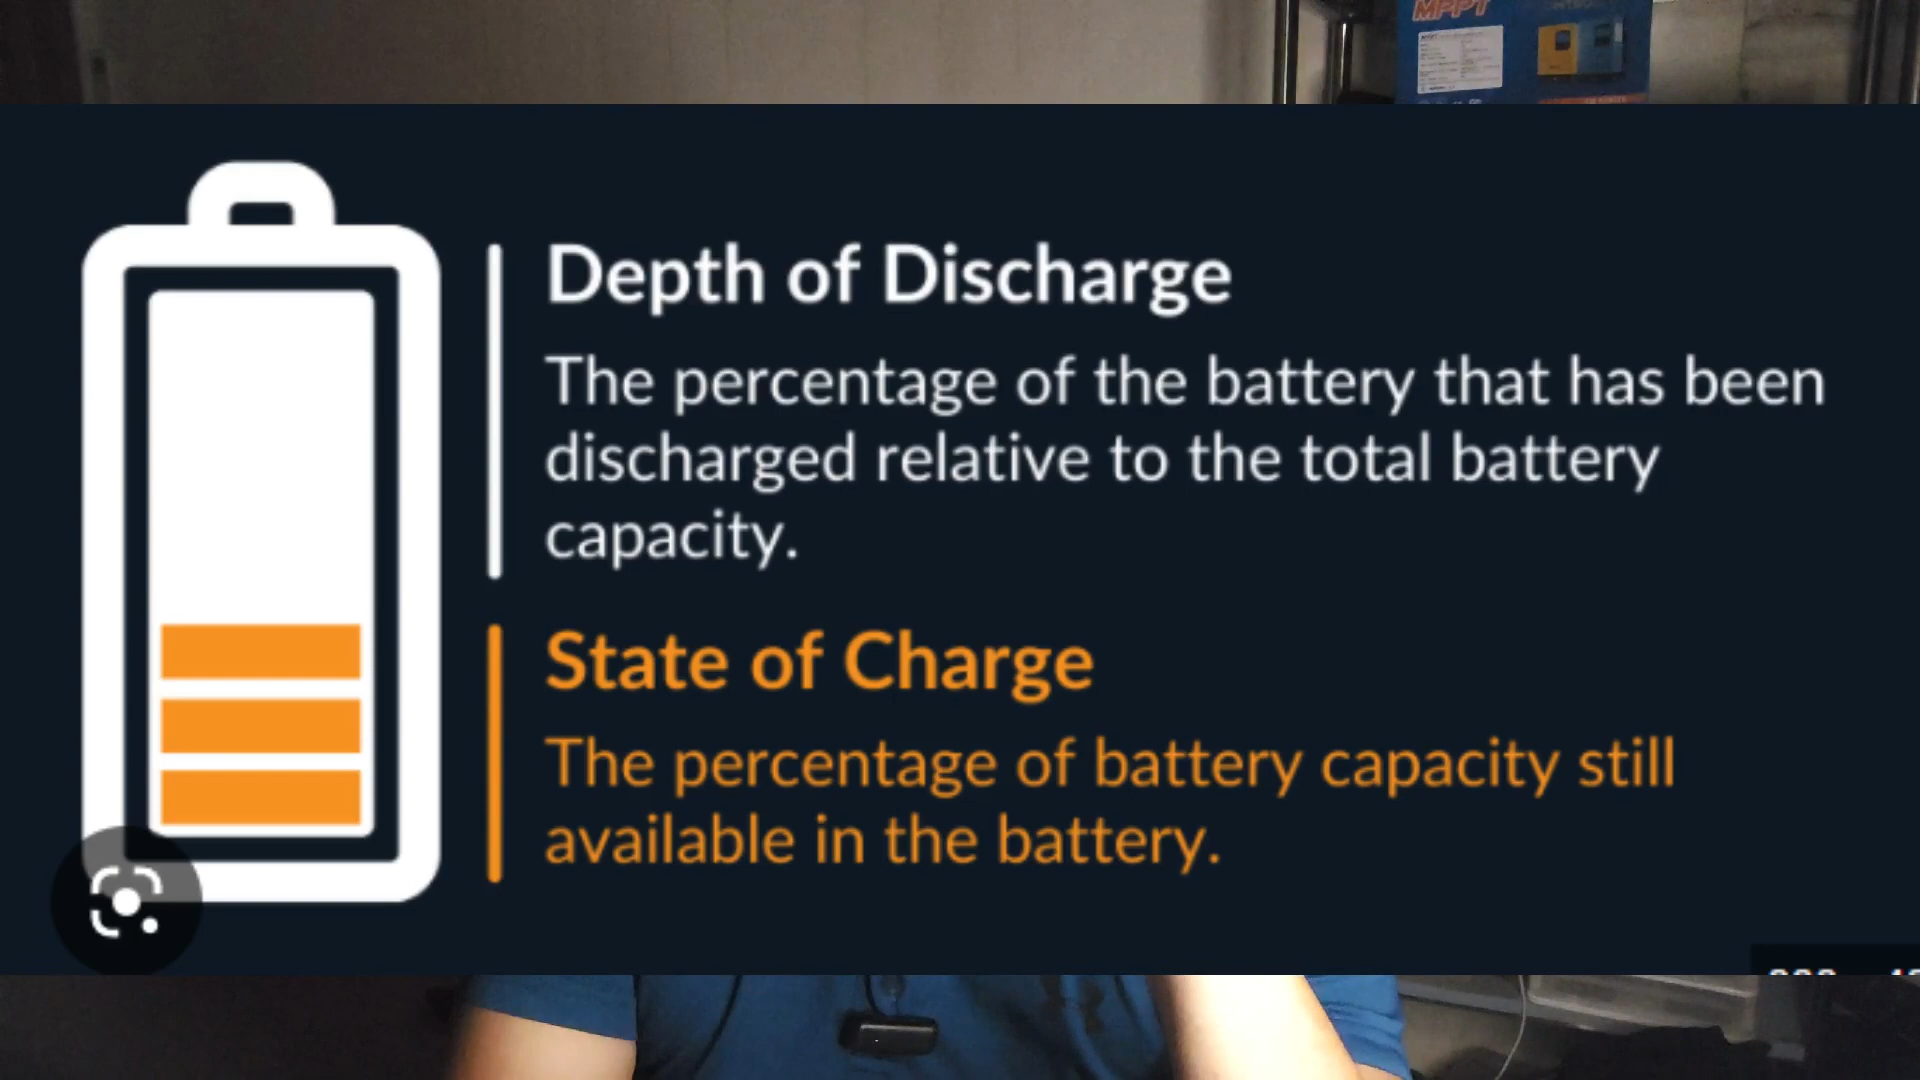 MPPT
Depth of Discharge
The percentage of the battery that has been
discharged relative to the total battery
capacity.
State of Charge
The percentage of battery capacity still
available in the battery.